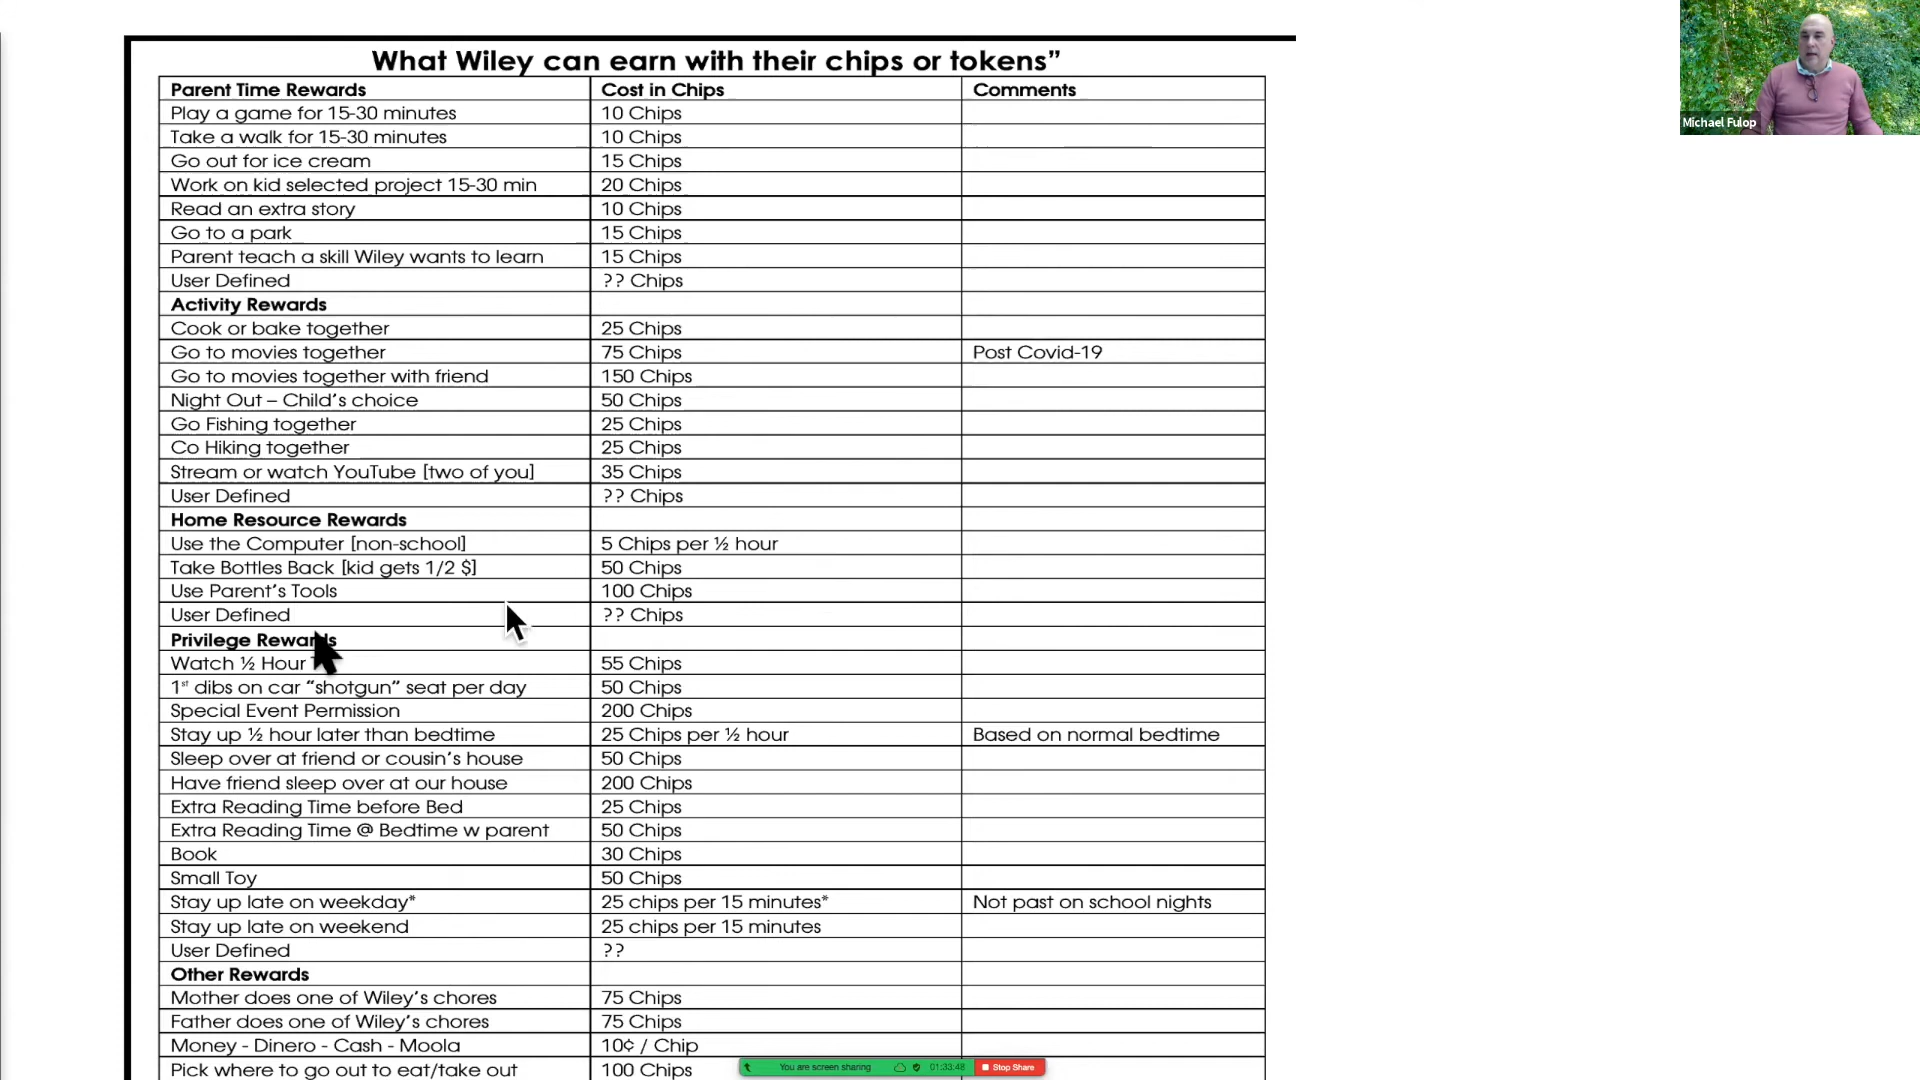 What Wiley can earn with their chips or tokens”
Parent Time Rewards Cost in Chips Comments
Play a game for 15-30 minutes 10 Chips
Take a walk for 15-30 minutes 10 Chips
Go out for ice cream 15 Chips
Work on kid selected project 15-30 min 20 Chips
Read an extra story 10 Chips
Go to a park 15 Chips
Parent teach a skill Wiley wants to learn 15 Chips
User Defined ?? Chips
Activity Rewards
Cook or bake together 25 Chips
Go to movies together 75 Chips Post Covid-19
Go to movies together with friend 150 Chips
Night Out – Child’s choice 50 Chips
Go Fishing together 25 Chips
Co Hiking together 25 Chips
Stream or watch YouTube [two of you] 35 Chips
User Defined ?? Chips
Home Resource Rewards
Use the Computer [non-school] 5 Chips per ½ hour
Take Bottles Back [kid gets 1/2 $] 50 Chips
Use Parent’s Tools 100 Chips
User Defined ?? Chips
Privilege Rewards
Watch ½ Hour 55 Chips
1st dibs on car “shotgun” seat per day 50 Chips
Special Event Permission 200 Chips
Stay up ½ hour later than bedtime 25 Chips per ½ hour Based on normal bedtime
Sleep over at friend or cousin’s house 50 Chips
Have friend sleep over at our house 200 Chips
Extra Reading Time before Bed 25 Chips
Extra Reading Time @ Bedtime w parent 50 Chips
Book 30 Chips
Small Toy 50 Chips
Stay up late on weekday* 25 chips per 15 minutes* Not past on school nights
Stay up late on weekend 25 chips per 15 minutes
User Defined ??
Other Rewards
Mother does one of Wiley’s chores 75 Chips
Father does one of Wiley’s chores 75 Chips
Money - Dinero - Cash - Moola 10¢ / Chip
Pick where to go out to eat/take out 100 Chips
Michael Fulop
You are screen sharing 01:33:48 Stop Share